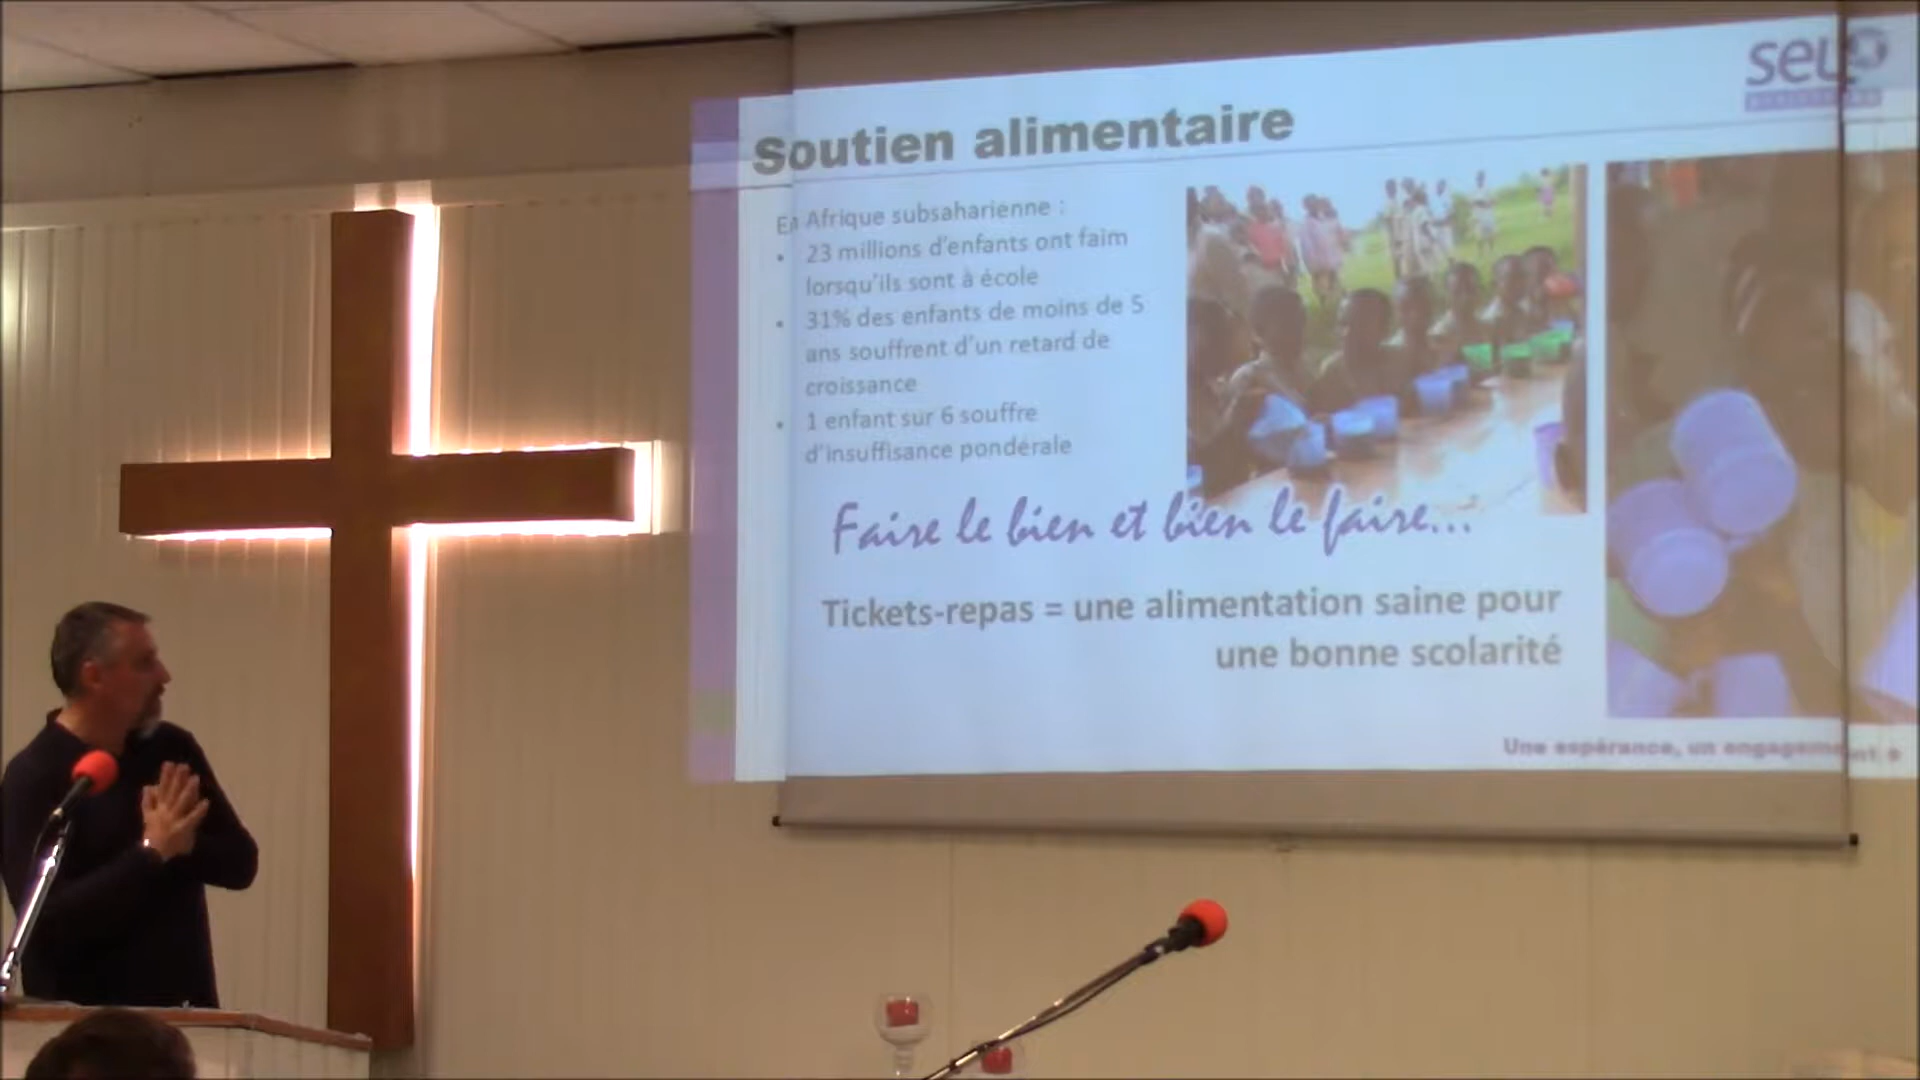 sel
Soutien alimentaire
En Afrique subsaharienne :
• 23 millions d'enfants ont faim
lorsqu'ils sont à école
• 31% des enfants de moins de 5
ans souffrent d'un retard de
croissance
• 1 enfant sur 6 souffre
d'insuffisance pondérale
Faire le bien et bien le faire...
Tickets-repas = une alimentation saine pour
une bonne scolarité
Une espérance, un engagement